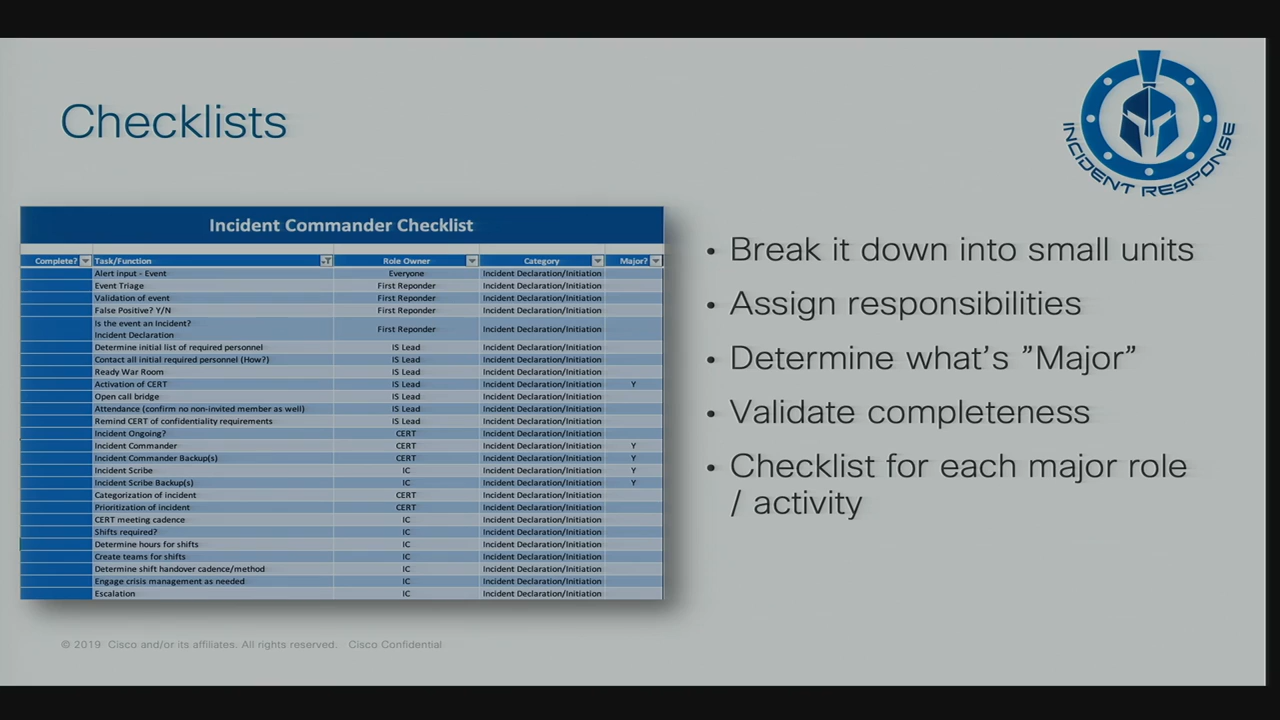 Checklists
INCIDENT RESPONSE
Incident Commander Checklist
Complete? Task/Function Role Owner Category Major?
Alert input - Event Everyone Incident Declaration/Initiation
Event Triage First Reponder Incident Declaration/Initiation
Validation of event First Reponder Incident Declaration/Initiation
False Positive? Y/N First Reponder Incident Declaration/Initiation
Is the event an Incident?
Incident Declaration First Reponder Incident Declaration/Initiation
Determine initial list of required personnel IS Lead Incident Declaration/Initiation
Contact all initial required personnel (How?) IS Lead Incident Declaration/Initiation
Ready War Room IS Lead Incident Declaration/Initiation
Activation of CERT IS Lead Incident Declaration/Initiation Y
Open call bridge IS Lead Incident Declaration/Initiation
Attendance (confirm no non-invited member as well) IS Lead Incident Declaration/Initiation
Remind CERT of confidentiality requirements IS Lead Incident Declaration/Initiation
Incident Ongoing? CERT Incident Declaration/Initiation
Incident Commander CERT Incident Declaration/Initiation Y
Incident Commander Backup(s) CERT Incident Declaration/Initiation Y
Incident Scribe IC Incident Declaration/Initiation Y
Incident Scribe Backup(s) IC Incident Declaration/Initiation Y
Categorization of incident CERT Incident Declaration/Initiation
Prioritization of incident CERT Incident Declaration/Initiation
CERT meeting cadence IC Incident Declaration/Initiation
Shifts required? IC Incident Declaration/Initiation
Determine hours for shifts IC Incident Declaration/Initiation
Create teams for shifts IC Incident Declaration/Initiation
Determine shift handover cadence/method IC Incident Declaration/Initiation
Engage crisis management as needed IC Incident Declaration/Initiation
Escalation IC Incident Declaration/Initiation
• Break it down into small units
• Assign responsibilities
• Determine what's ”Major”
• Validate completeness
• Checklist for each major role
/ activity
© 2019 Cisco and/or its affiliates. All rights reserved. Cisco Confidential